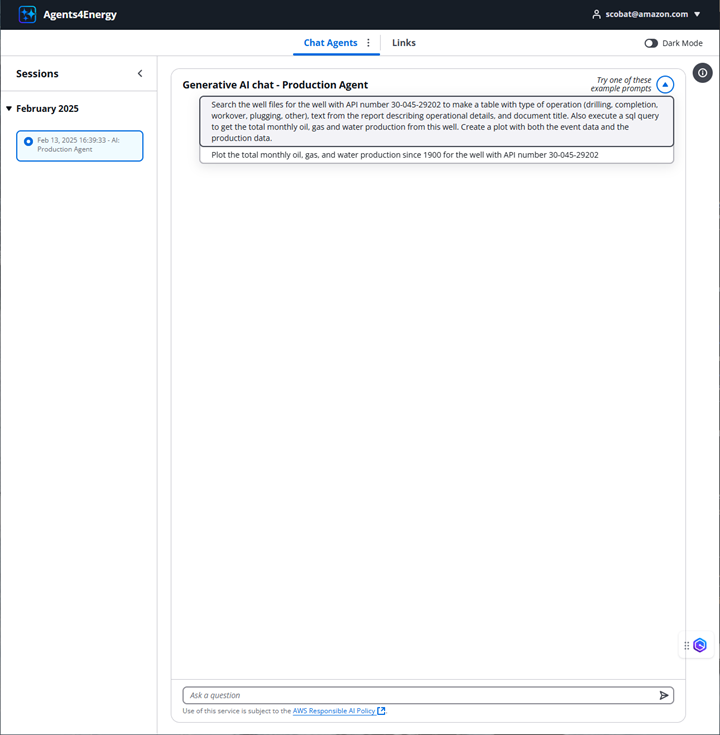 Agents4Energy
scobat@amazon.com
Chat Agents
Links
Dark Mode
Sessions
Generative AI chat - Production Agent
Try one of these
example prompts
February 2025
Feb 13, 2025 16:39:33 - AI:
Production Agent
Search the well files for the well with API number 30-045-29202 to make a table with type of operation (drilling, completion,
workover, plugging, other), text from the report describing operational details, and document title. Also execute a sql query
to get the total monthly oil, gas and water production from this well. Create a plot with both the event data and the
production data.
Plot the total monthly oil, gas, and water production since 1900 for the well with API number 30-045-29202
Ask a question
Use of this service is subject to the AWS Responsible AI Policy.